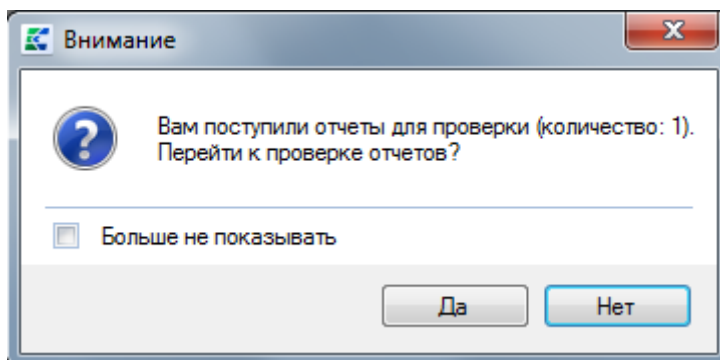 Внимание
Вам поступили отчеты для проверки (количество: 1).
Перейти к проверке отчетов?
Больше не показывать
Да
Нет